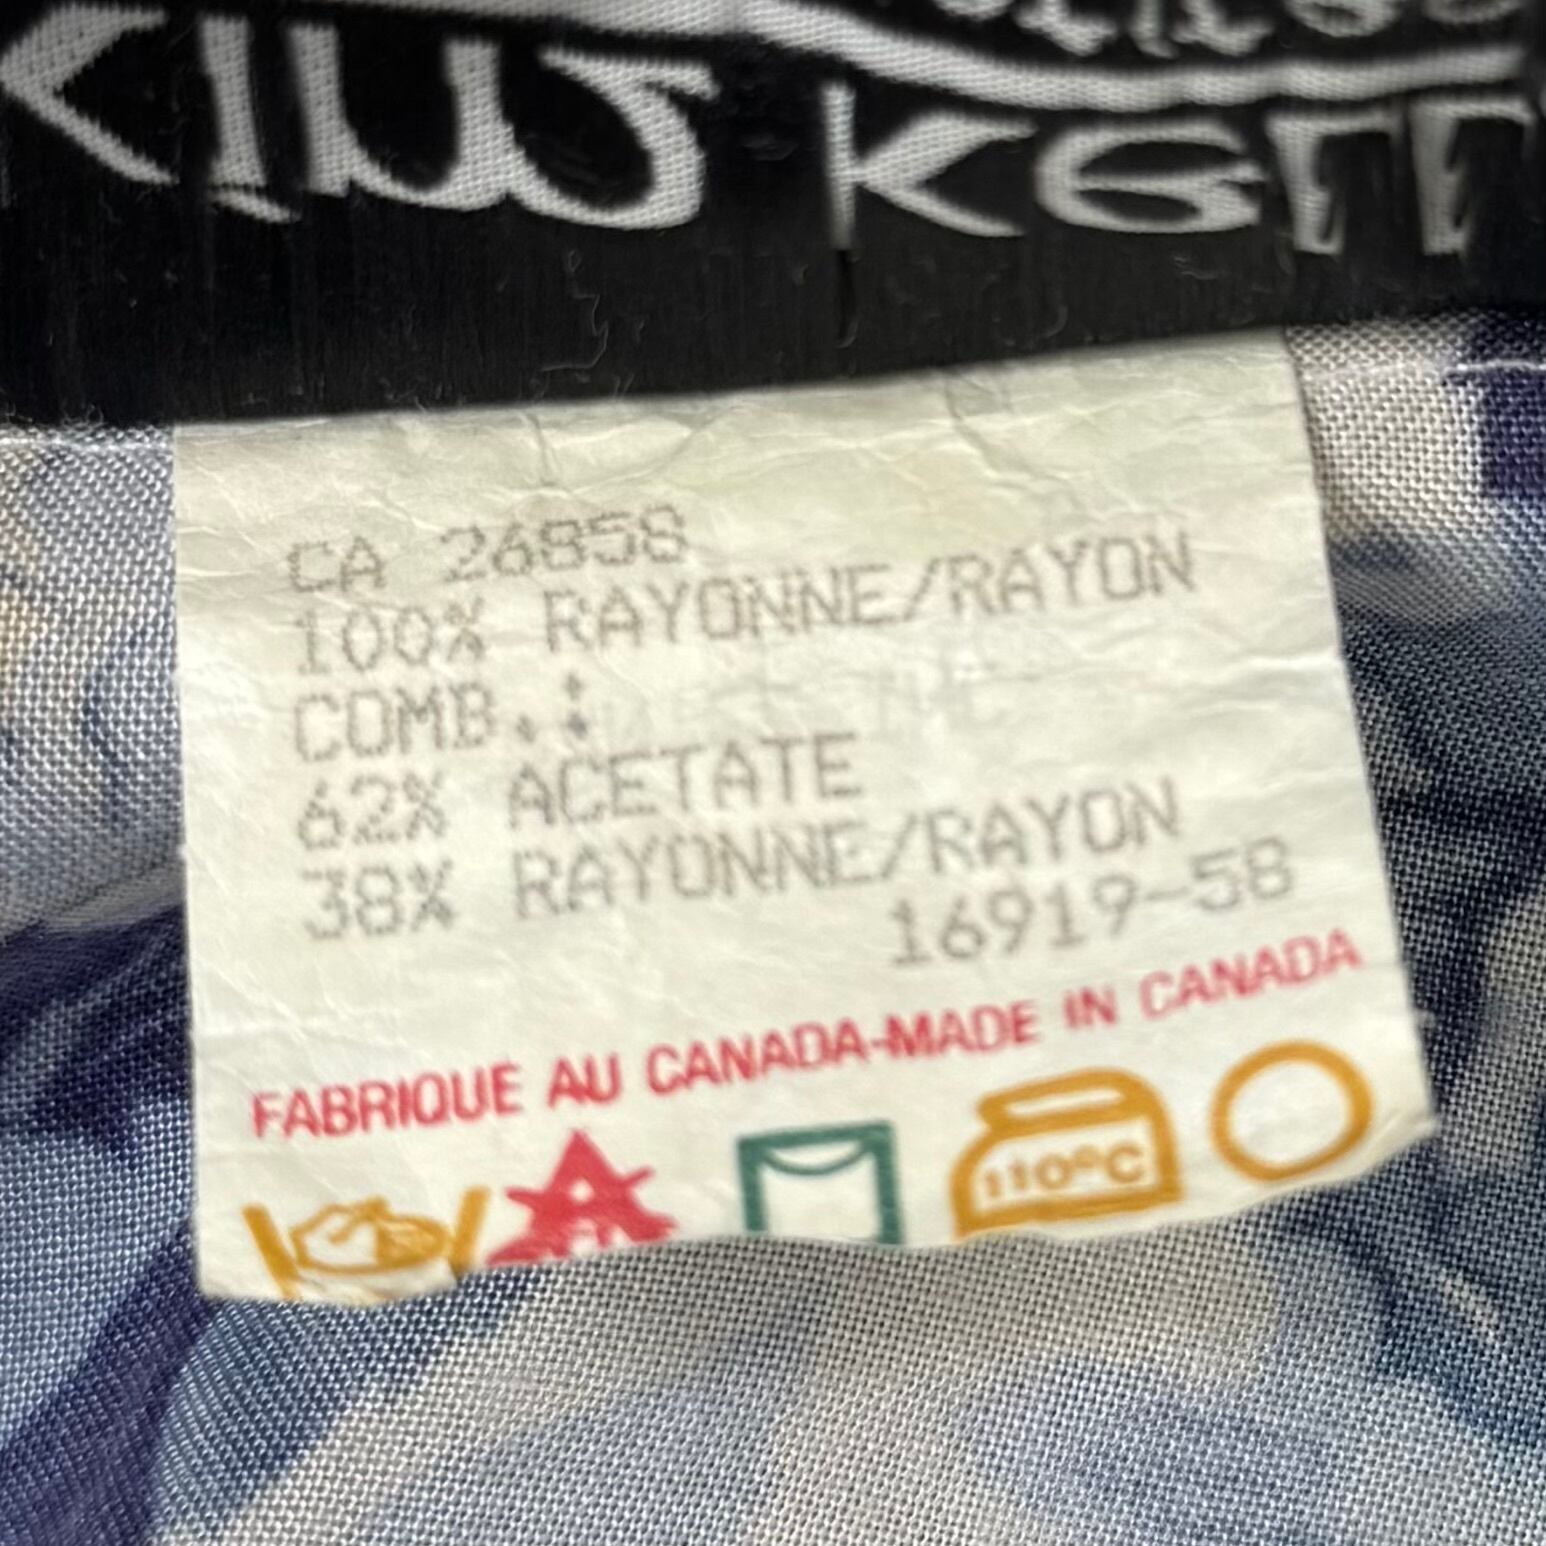 CA 26858
100% RAYONNE/RAYON
COMB.:
62% ACETATE
38% RAYONNE/RAYON
16919-58
FABRIQUE AU CANADA-MADE IN CANADA
110°C